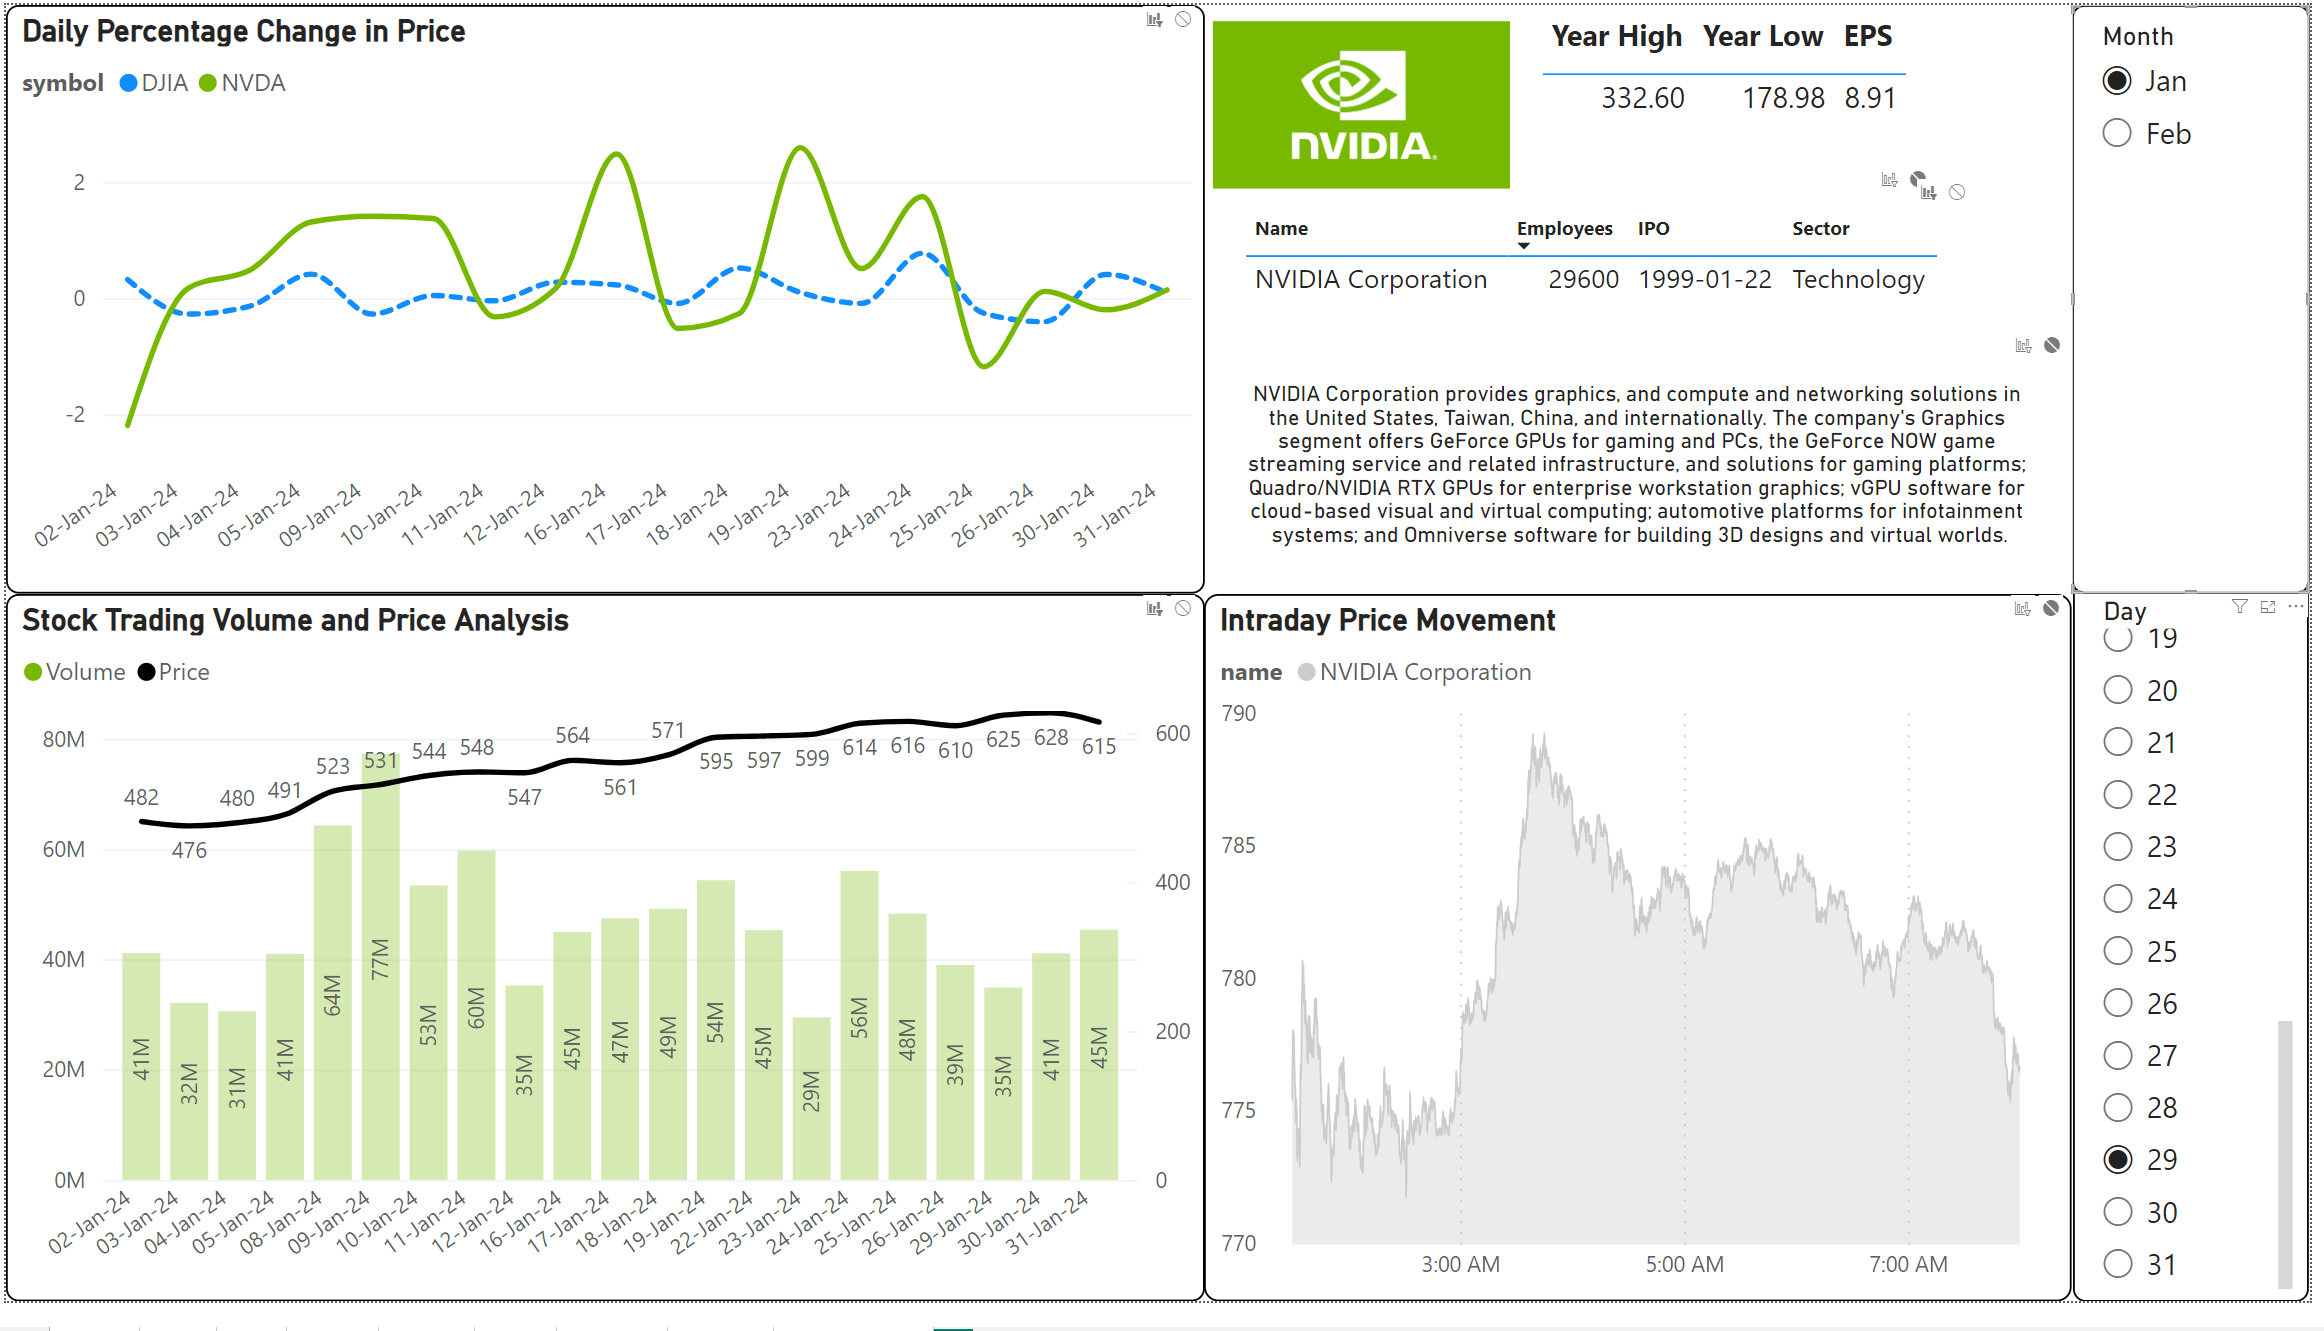 Daily Percentage Change in Price
symbol DJIA NVDA
2
0
-2
02-Jan-24 03-Jan-24 04-Jan-24 05-Jan-24 09-Jan-24 10-Jan-24 11-Jan-24 12-Jan-24 16-Jan-24 17-Jan-24 18-Jan-24 19-Jan-24 23-Jan-24 24-Jan-24 25-Jan-24 26-Jan-24 30-Jan-24 31-Jan-24
NVIDIA.
Year High Year Low EPS
332.60 178.98 8.91
Name Employees IPO Sector
NVIDIA Corporation 29600 1999-01-22 Technology
NVIDIA Corporation provides graphics, and compute and networking solutions in
the United States, Taiwan, China, and internationally. The company's Graphics
segment offers GeForce GPUs for gaming and PCs, the GeForce NOW game
streaming service and related infrastructure, and solutions for gaming platforms;
Quadro/NVIDIA RTX GPUs for enterprise workstation graphics; vGPU software for
cloud-based visual and virtual computing; automotive platforms for infotainment
systems; and Omniverse software for building 3D designs and virtual worlds.
Month
Jan
Feb
Stock Trading Volume and Price Analysis
Volume Price
80M
60M
40M
20M
0M
600
400
200
0
482 476 480 491 523 531 544 548 547 564 561 571 595 597 599 614 616 610 625 628 615
41M 32M 31M 41M 64M 77M 53M 60M 35M 45M 47M 49M 54M 45M 29M 56M 48M 39M 35M 41M 45M
02-Jan-24 03-Jan-24 04-Jan-24 05-Jan-24 08-Jan-24 09-Jan-24 10-Jan-24 11-Jan-24 12-Jan-24 16-Jan-24 17-Jan-24 18-Jan-24 19-Jan-24 22-Jan-24 23-Jan-24 24-Jan-24 25-Jan-24 26-Jan-24 29-Jan-24 30-Jan-24 31-Jan-24
Intraday Price Movement
name NVIDIA Corporation
790
785
780
775
770
3:00 AM 5:00 AM 7:00 AM
Day
19
20
21
22
23
24
25
26
27
28
29
30
31